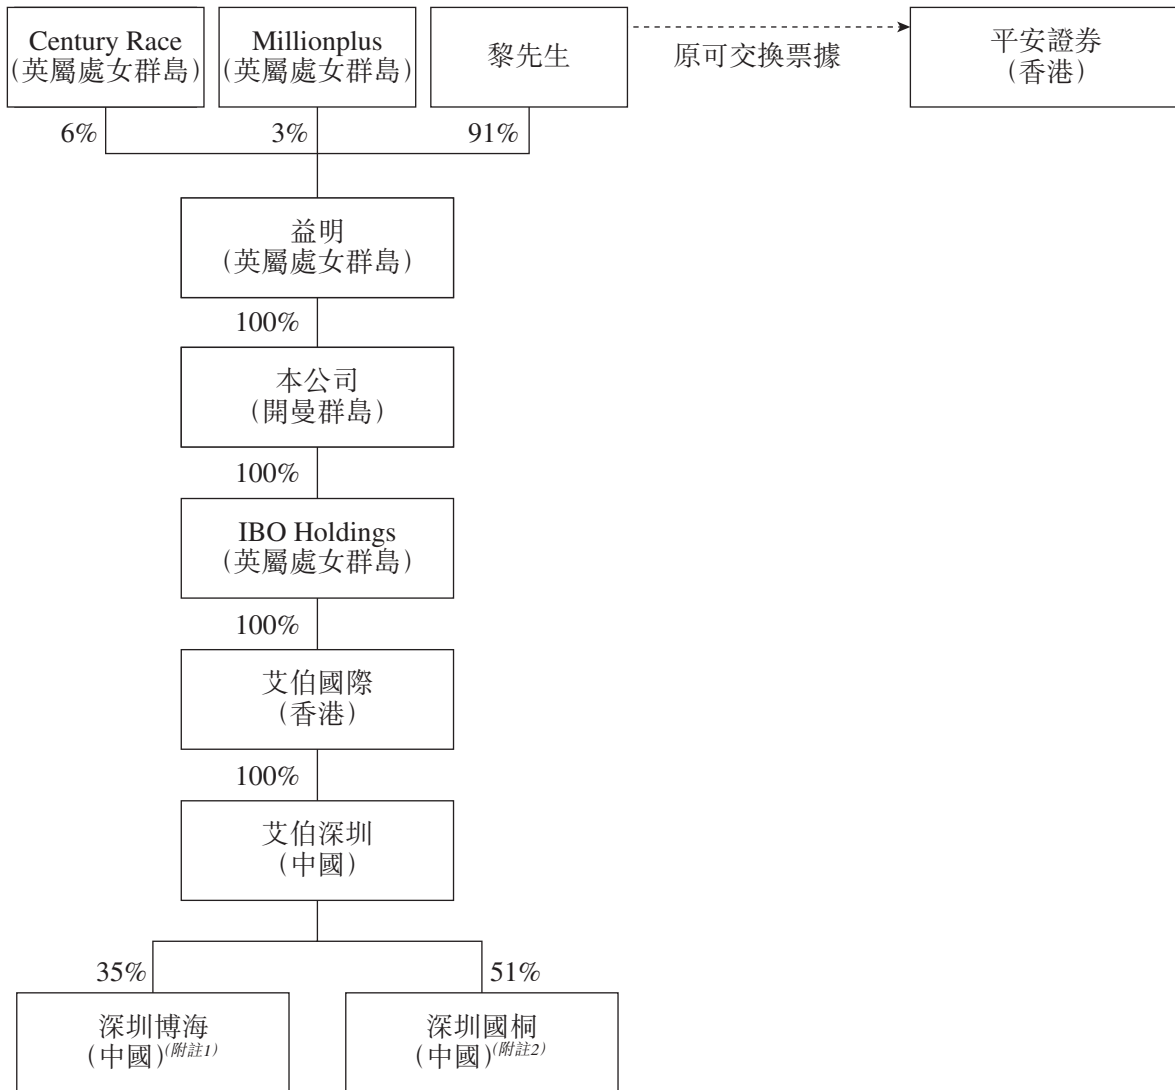 Century Race
(英屬處女群島)
Millionplus
(英屬處女群島)
黎先生
原可交換票據
平安證券
(香港)
6%
3%
91%
益明
(英屬處女群島)
100%
本公司
(開曼群島)
100%
IBO Holdings
(英屬處女群島)
100%
艾伯國際
(香港)
100%
艾伯深圳
(中國)
35%
51%
深圳博海
(中國)(附註1)
深圳國桐
(中國)(附註2)